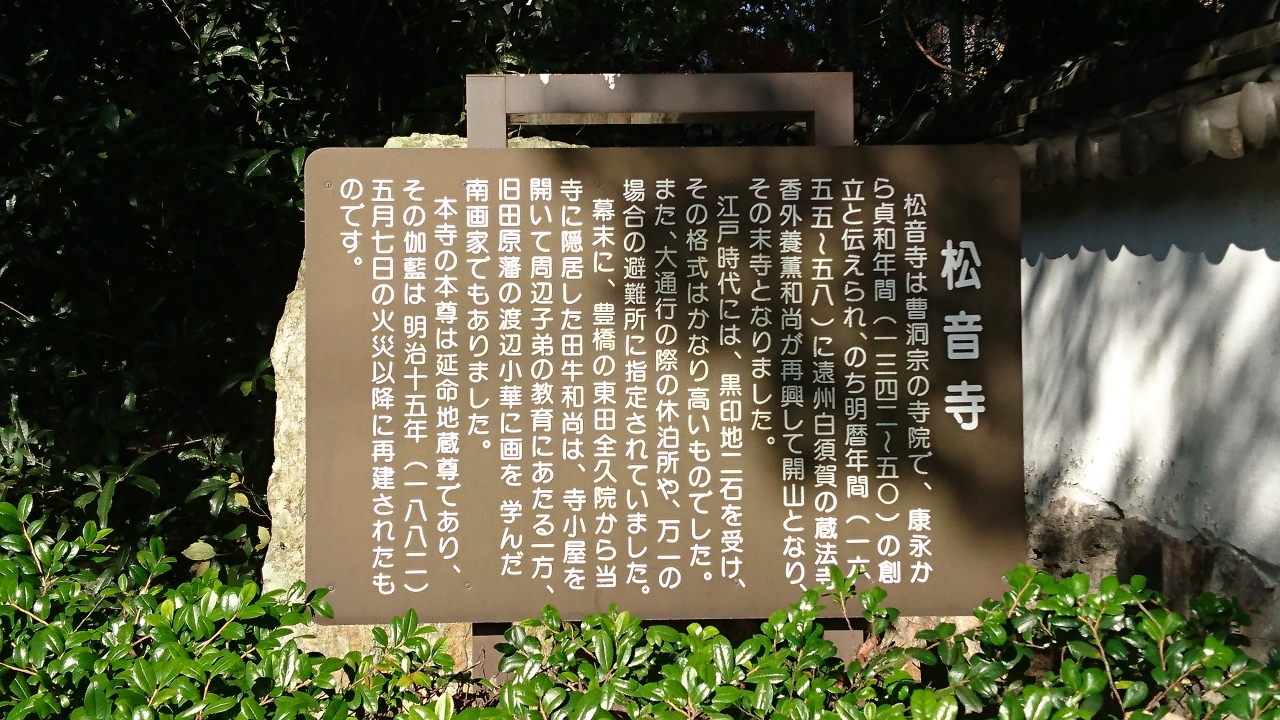 松音寺
松音寺は曹洞宗の寺院で、康永か
ら貞和年間（一三四二～五〇）の創
立と伝えられ、のち明暦年間（一六
五五～五八）に遠州白須賀の蔵法寺
香外養薫和尚が再興して開山となり、
その末寺となりました。
江戸時代には、黒印地二石を受け、
その格式はかなり高いものでした。
また、大通行の際の休泊所や、万一の
場合の避難所に指定されていました。
幕末に、豊橋の東田全久院から当
寺に隠居した田牛和尚は、寺小屋を
開いて周辺子弟の教育にあたる一方、
旧田原藩の渡辺小華に画を学んだ
南画家でもありました。
本寺の本尊は延命地蔵尊であり、
その伽藍は明治十五年（一八八二）
五月七日の火災以降に再建されたも
のです。